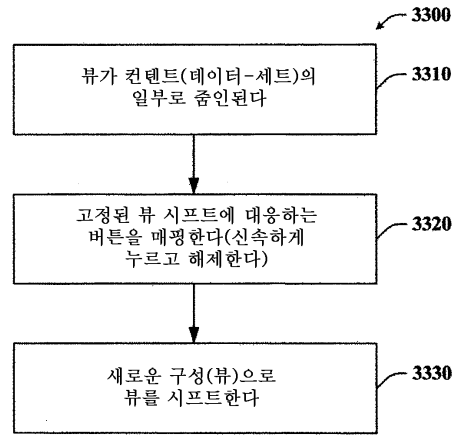 3300
뷰가 컨텐트(데이터-세트)의
일부로 줌인된다
3310
고정된 뷰 시프트에 대응하는
버튼을 매핑한다(신속하게
누르고 해제한다)
3320
새로운 구성(뷰)으로
뷰를 시프트한다
3330